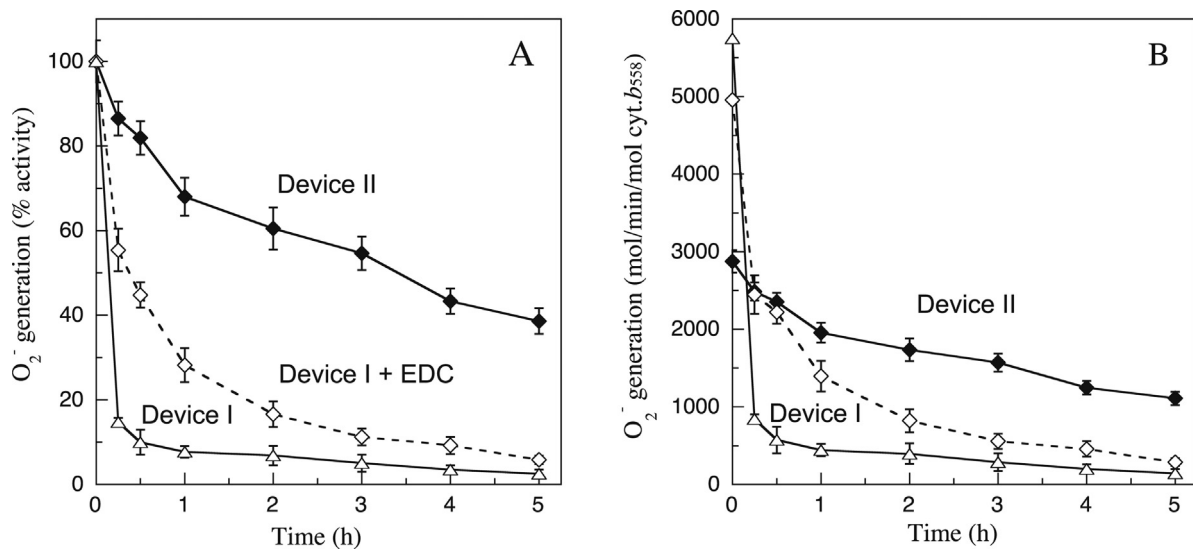 A
O₂⁻ generation (% activity)
100
80
60
40
20
0
Device II
Device I + EDC
Device I
0 1 2 3 4 5
Time (h)
B
O₂⁻ generation (mol/min/mol cyt.b₅₅₈)
6000
5000
4000
3000
2000
1000
0
Device II
Device I
0 1 2 3 4 5
Time (h)